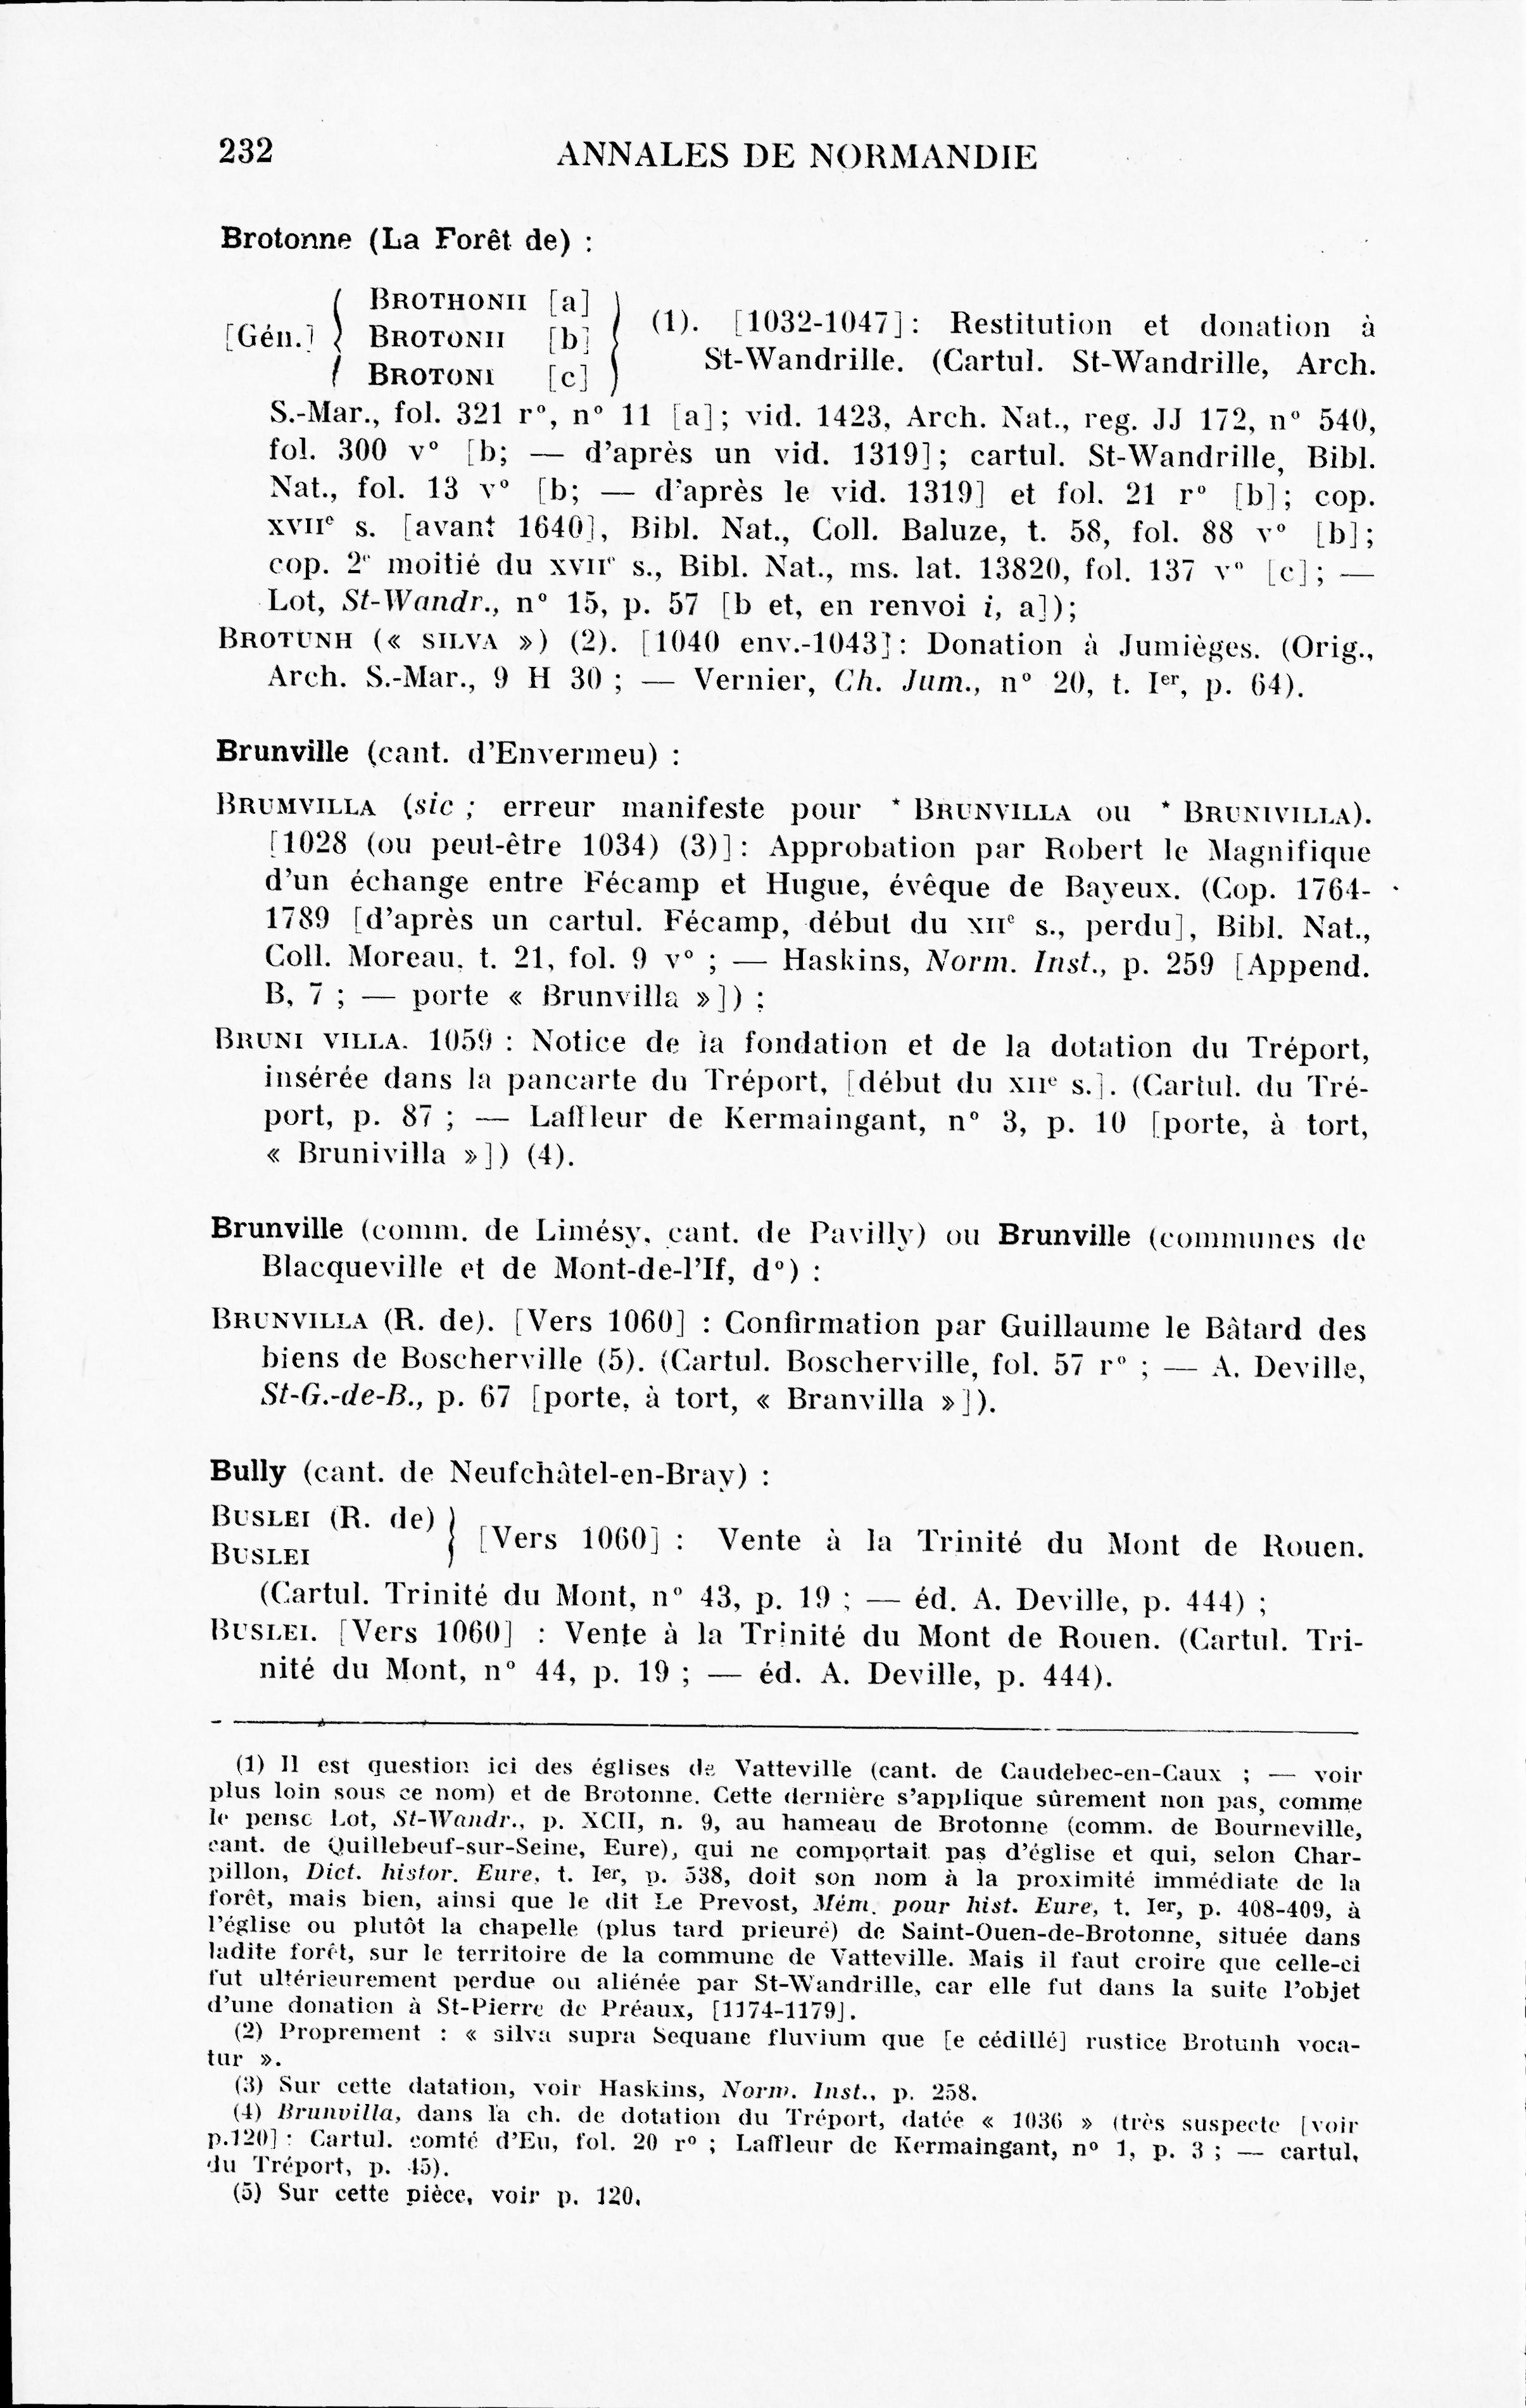 232
ANNALES DE NORMANDIE
Brotonne (La Forêt de) :
[Gén.] { BROTHONII [a]
BROTONII [b]
BROTONI [c] } (1). [1032-1047] : Restitution et donation à
St-Wandrille. (Cartul. St-Wandrille, Arch.
S.-Mar., fol. 321 r°, n° 11 [a]; vid. 1423, Arch. Nat., reg. JJ 172, n° 540,
fol. 300 v° [b; — d'après un vid. 1319]; cartul. St-Wandrille, Bibl.
Nat., fol. 13 v° [b; — d'après le vid. 1319] et fol. 21 r° [b]; cop.
XVIIe s. [avant 1640], Bibl. Nat., Coll. Baluze, t. 58, fol. 88 v° [b];
cop. 2e moitié du XVIIe s., Bibl. Nat., ms. lat. 13820, fol. 137 v° [c]; —
Lot, St-Wandr., n° 15, p. 57 [b et, en renvoi i, a]);
BROTUNH (« SILVA ») (2). [1040 env.-1043] : Donation à Jumièges. (Orig.,
Arch. S.-Mar., 9 H 30 ; — Vernier, Ch. Jum., n° 20, t. Ier, p. 64).
Brunville (cant. d'Envermeu) :
BRUMVILLA (sic ; erreur manifeste pour * BRUNVILLA ou * BRUNIVILLA).
[1028 (ou peut-être 1034) (3)] : Approbation par Robert le Magnifique
d'un échange entre Fécamp et Hugue, évêque de Bayeux. (Cop. 1764-
1789 [d'après un cartul. Fécamp, début du XIIe s., perdu], Bibl. Nat.,
Coll. Moreau, t. 21, fol. 9 v° ; — Haskins, Norm. Inst., p. 259 [Append.
B, 7 ; — porte « Brunvilla »]) ;
BRUNI VILLA. 1059 : Notice de la fondation et de la dotation du Tréport,
insérée dans la pancarte du Tréport, [début du XIIe s.]. (Cartul. du Tré-
port, p. 87 ; — Laffleur de Kermaingant, n° 3, p. 10 [porte, à tort,
« Brunivilla »]) (4).
Brunville (comm. de Limésy, cant. de Pavilly) ou Brunville (communes de
Blacqueville et de Mont-de-l'If, d°) :
BRUNVILLA (R. de). [Vers 1060] : Confirmation par Guillaume le Bâtard des
biens de Boscherville (5). (Cartul. Boscherville, fol. 57 r° ; — A. Deville,
St-G.-de-B., p. 67 [porte, à tort, « Branvilla »]).
Bully (cant. de Neufchâtel-en-Bray) :
BUSLEI (R. de)
BUSLEI } [Vers 1060] : Vente à la Trinité du Mont de Rouen.
(Cartul. Trinité du Mont, n° 43, p. 19 ; — éd. A. Deville, p. 444) ;
BUSLEI. [Vers 1060] : Vente à la Trinité du Mont de Rouen. (Cartul. Tri-
nité du Mont, n° 44, p. 19 ; — éd. A. Deville, p. 444).
(1) Il est question ici des églises de Vatteville (cant. de Caudebec-en-Caux ; — voir
plus loin sous ce nom) et de Brotonne. Cette dernière s'applique sûrement non pas, comme
le pense Lot, St-Wandr., p. XCII, n. 9, au hameau de Brotonne (comm. de Bourneville,
cant. de Quillebeuf-sur-Seine, Eure), qui ne comportait pas d'église et qui, selon Char-
pillon, Dict. histor. Eure, t. Ier, p. 538, doit son nom à la proximité immédiate de la
forêt, mais bien, ainsi que le dit Le Prevost, Mém. pour hist. Eure, t. Ier, p. 408-409, à
l'église ou plutôt la chapelle (plus tard prieuré) de Saint-Ouen-de-Brotonne, située dans
ladite forêt, sur le territoire de la commune de Vatteville. Mais il faut croire que celle-ci
fut ultérieurement perdue ou aliénée par St-Wandrille, car elle fut dans la suite l'objet
d'une donation à St-Pierre de Préaux, [1174-1179].
(2) Proprement : « silva supra Sequane fluvium que [e cédillé] rustice Brotunh voca-
tur ».
(3) Sur cette datation, voir Haskins, Norm. Inst., p. 258.
(4) Brunvilla, dans la ch. de dotation du Tréport, datée « 1036 » (très suspecte [voir
p.120] : Cartul. comté d'Eu, fol. 20 r° ; Laffleur de Kermaingant, n° 1, p. 3 ; — cartul,
du Tréport, p. 45).
(5) Sur cette pièce, voir p. 120.